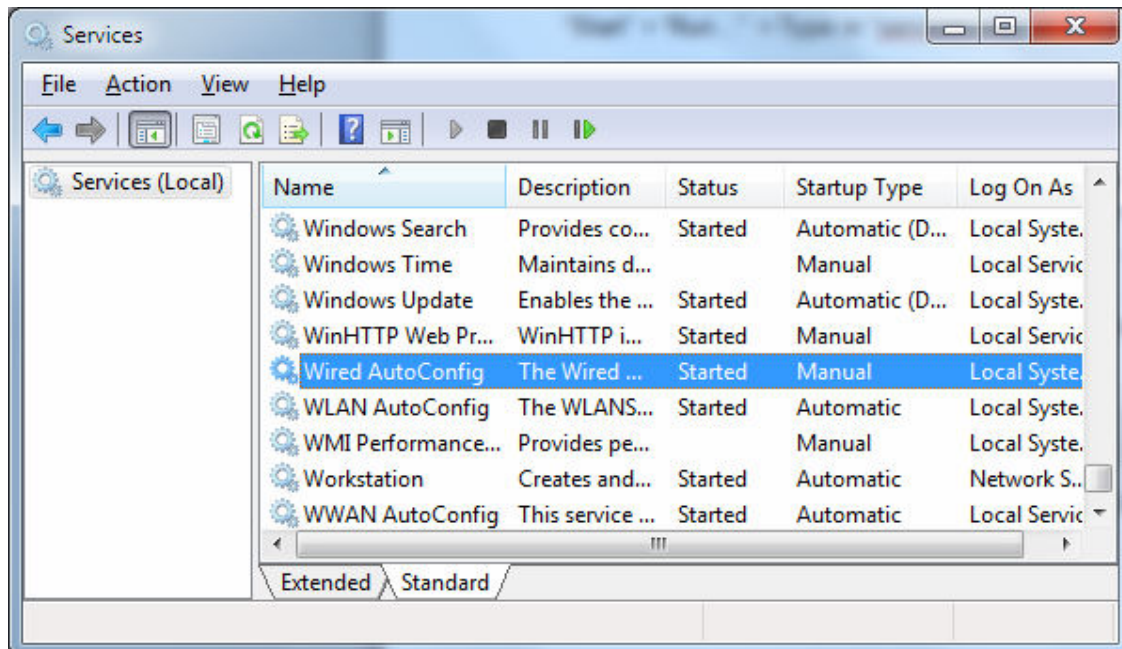 Services
File Action View Help
Services (Local)
Name Description Status Startup Type Log On As
Windows Search Provides co... Started Automatic (D... Local Syste.
Windows Time Maintains d... Manual Local Servic
Windows Update Enables the ... Started Automatic (D... Local Syste.
WinHTTP Web Pr... WinHTTP i... Started Manual Local Servic
Wired AutoConfig The Wired ... Started Manual Local Syste.
WLAN AutoConfig The WLANS... Started Automatic Local Syste.
WMI Performance... Provides pe... Manual Local Syste.
Workstation Creates and... Started Automatic Network S..
WWAN AutoConfig This service ... Started Automatic Local Servic
Extended Standard